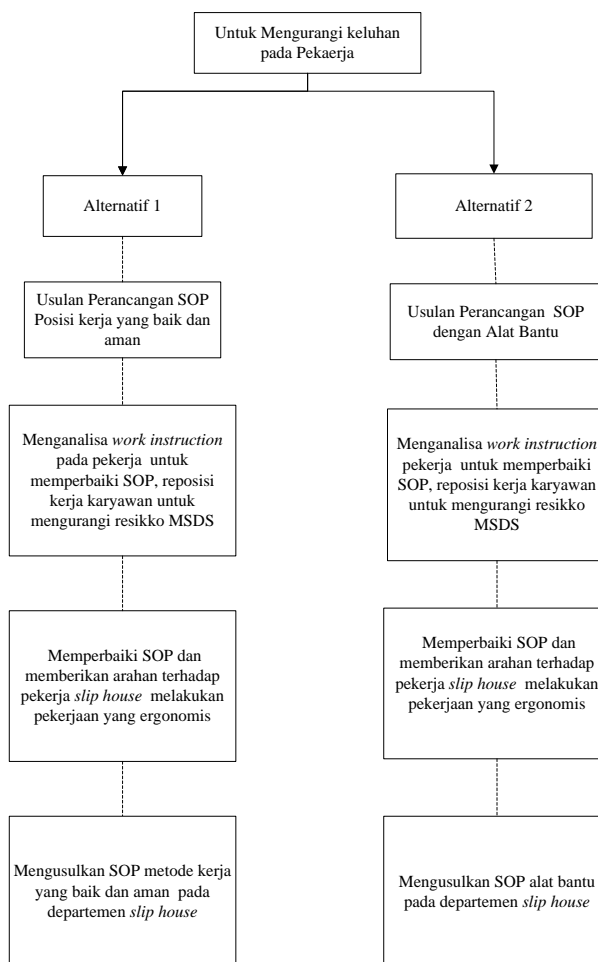 Untuk Mengurangi keluhan
pada Pekaerja
Alternatif 1
Alternatif 2
Usulan Perancangan SOP
Posisi kerja yang baik dan
aman
Usulan Perancangan SOP
dengan Alat Bantu
Menganalisa work instruction
pada pekerja untuk
memperbaiki SOP, reposisi
kerja karyawan untuk
mengurangi resikko MSDS
Menganalisa work instruction
pekerja untuk memperbaiki
SOP, reposisi kerja karyawan
untuk mengurangi resikko
MSDS
Memperbaiki SOP dan
memberikan arahan terhadap
pekerja slip house melakukan
pekerjaan yang ergonomis
Memperbaiki SOP dan
memberikan arahan terhadap
pekerja slip house melakukan
pekerjaan yang ergonomis
Mengusulkan SOP metode kerja
yang baik dan aman pada
departemen slip house
Mengusulkan SOP alat bantu
pada departemen slip house